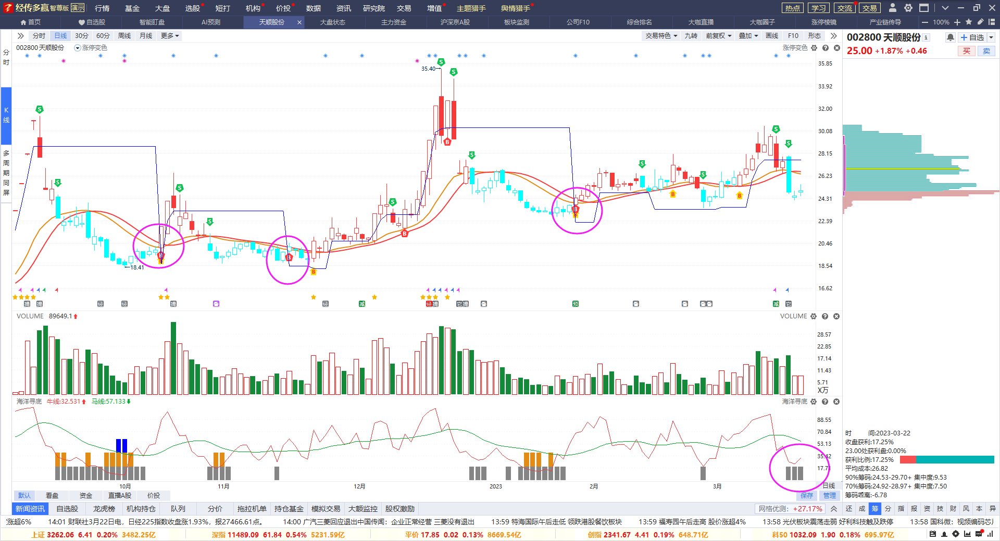 经传多赢 智尊版 演示 行情 基金 大盘 选股 短打 机构 价投 数据 资讯 研究院 交易 增值 主题猎手 舆情猎手 热点 学习 交流 交易
首页 自选股 智能盯盘 AI预测 天顺股份 × 大盘状态 主力资金 沪深京A股 板块监测 公司F10 综合排名 大咖直播 大咖圈子 涨停棱镜 产业链传导 100%
分时 日线 30分 60分 周线 月线 更多 交易特色 九转 前复权 叠加 画线 F10 形态
002800 天顺股份 自选
25.00 +1.87% +0.46 买 卖
002800 天顺股份 涨停变色 涨停变色
分时
K线
多周期同屏
35.85
33.92
32.00
30.08
28.15
26.23
24.31
22.39
20.46
18.54
16.62
35.40
18.41
VOLUME 89649.1 VOLUME
28.57
22.85
17.14
11.43
5.71
X万
海洋寻底 牛线:32.531 马线:57.133 海洋寻底
88.55
70.84
53.13
35.42
17.71
10月 11月 12月 2023 2月 3月 日线
时 间:2023-03-22
收盘获利:17.25%
23.00处获利盘:0.00%
获利比例:17.25%
平均成本:26.82
90%筹码:24.53-29.70+ 集中度:9.53
70%筹码:24.92-28.97+ 集中度:7.50
筹码乖离:-6.78
默认 看盘 资金 直播A股 价投 保存 管理
新闻资讯 自选股 龙虎榜 机构持仓 队列 分价 拖拉机单 持仓基金 模拟交易 大额监控 股权激励 网格优测: +27.17% 还 成 筹 分 指 报 资 技 财 风 本 异
涨超6% 14:01 财联社3月22日电，日经225指数收盘涨1.93%，报27466.61点。 14:00 广汽三菱回应退出中国传闻：企业正常经营 三菱没有退出 13:59 特海国际午后走低 领跌港股餐饮板块 13:59 福寿园午后走高 股价涨超4% 13:58 光伏板块震荡走弱 好利科技触及跌停 13:58 国科微：视频编码芯片
上证 3262.06 6.41 0.20% 3482.25亿 深指 11489.09 61.84 0.54% 5231.59亿 平价 17.85 0.02 0.13% 8669.54亿 创指 2341.67 4.41 0.19% 648.71亿 科50 1032.09 1.90 0.18% 695.97亿